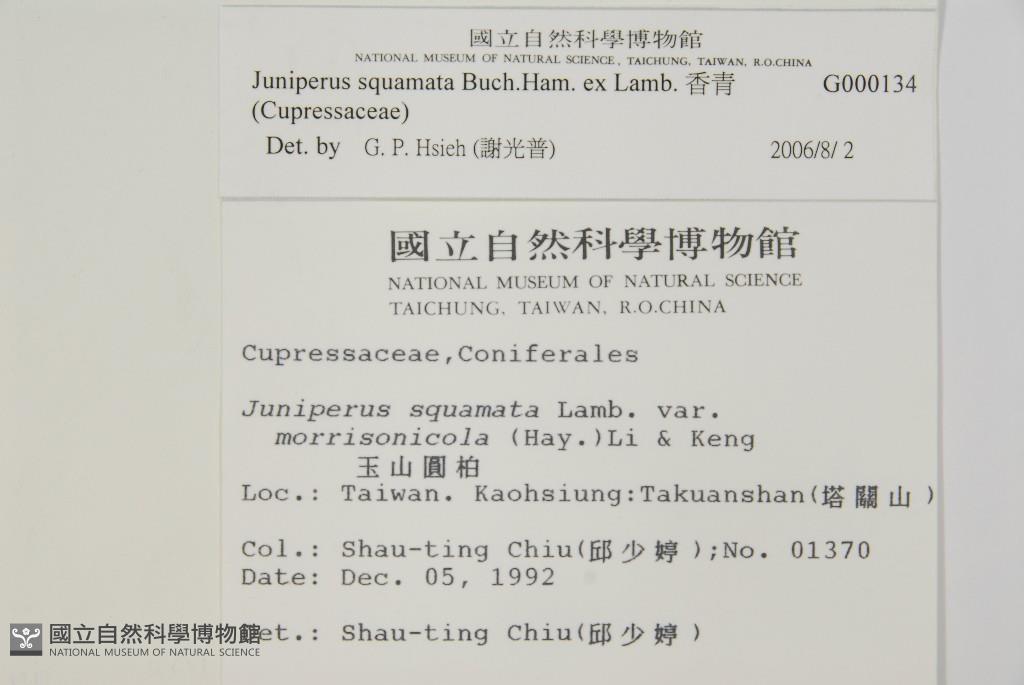 國立自然科學博物館
NATIONAL MUSEUM OF NATURAL SCIENCE, TAICHUNG, TAIWAN, R.O.CHINA
Juniperus squamata Buch.Ham. ex Lamb. 香青 G000134
(Cupressaceae)
Det. by G. P. Hsieh (謝光普) 2006/8/ 2
國立自然科學博物館
NATIONAL MUSEUM OF NATURAL SCIENCE
TAICHUNG, TAIWAN, R.O.CHINA
Cupressaceae,Coniferales
Juniperus squamata Lamb. var.
morrisonicola (Hay.)Li & Keng
玉山圓柏
Loc.: Taiwan. Kaohsiung:Takuanshan(塔關山)
Col.: Shau-ting Chiu(邱少婷);No. 01370
Date: Dec. 05, 1992
et.: Shau-ting Chiu(邱少婷)
國立自然科學博物館
NATIONAL MUSEUM OF NATURAL SCIENCE